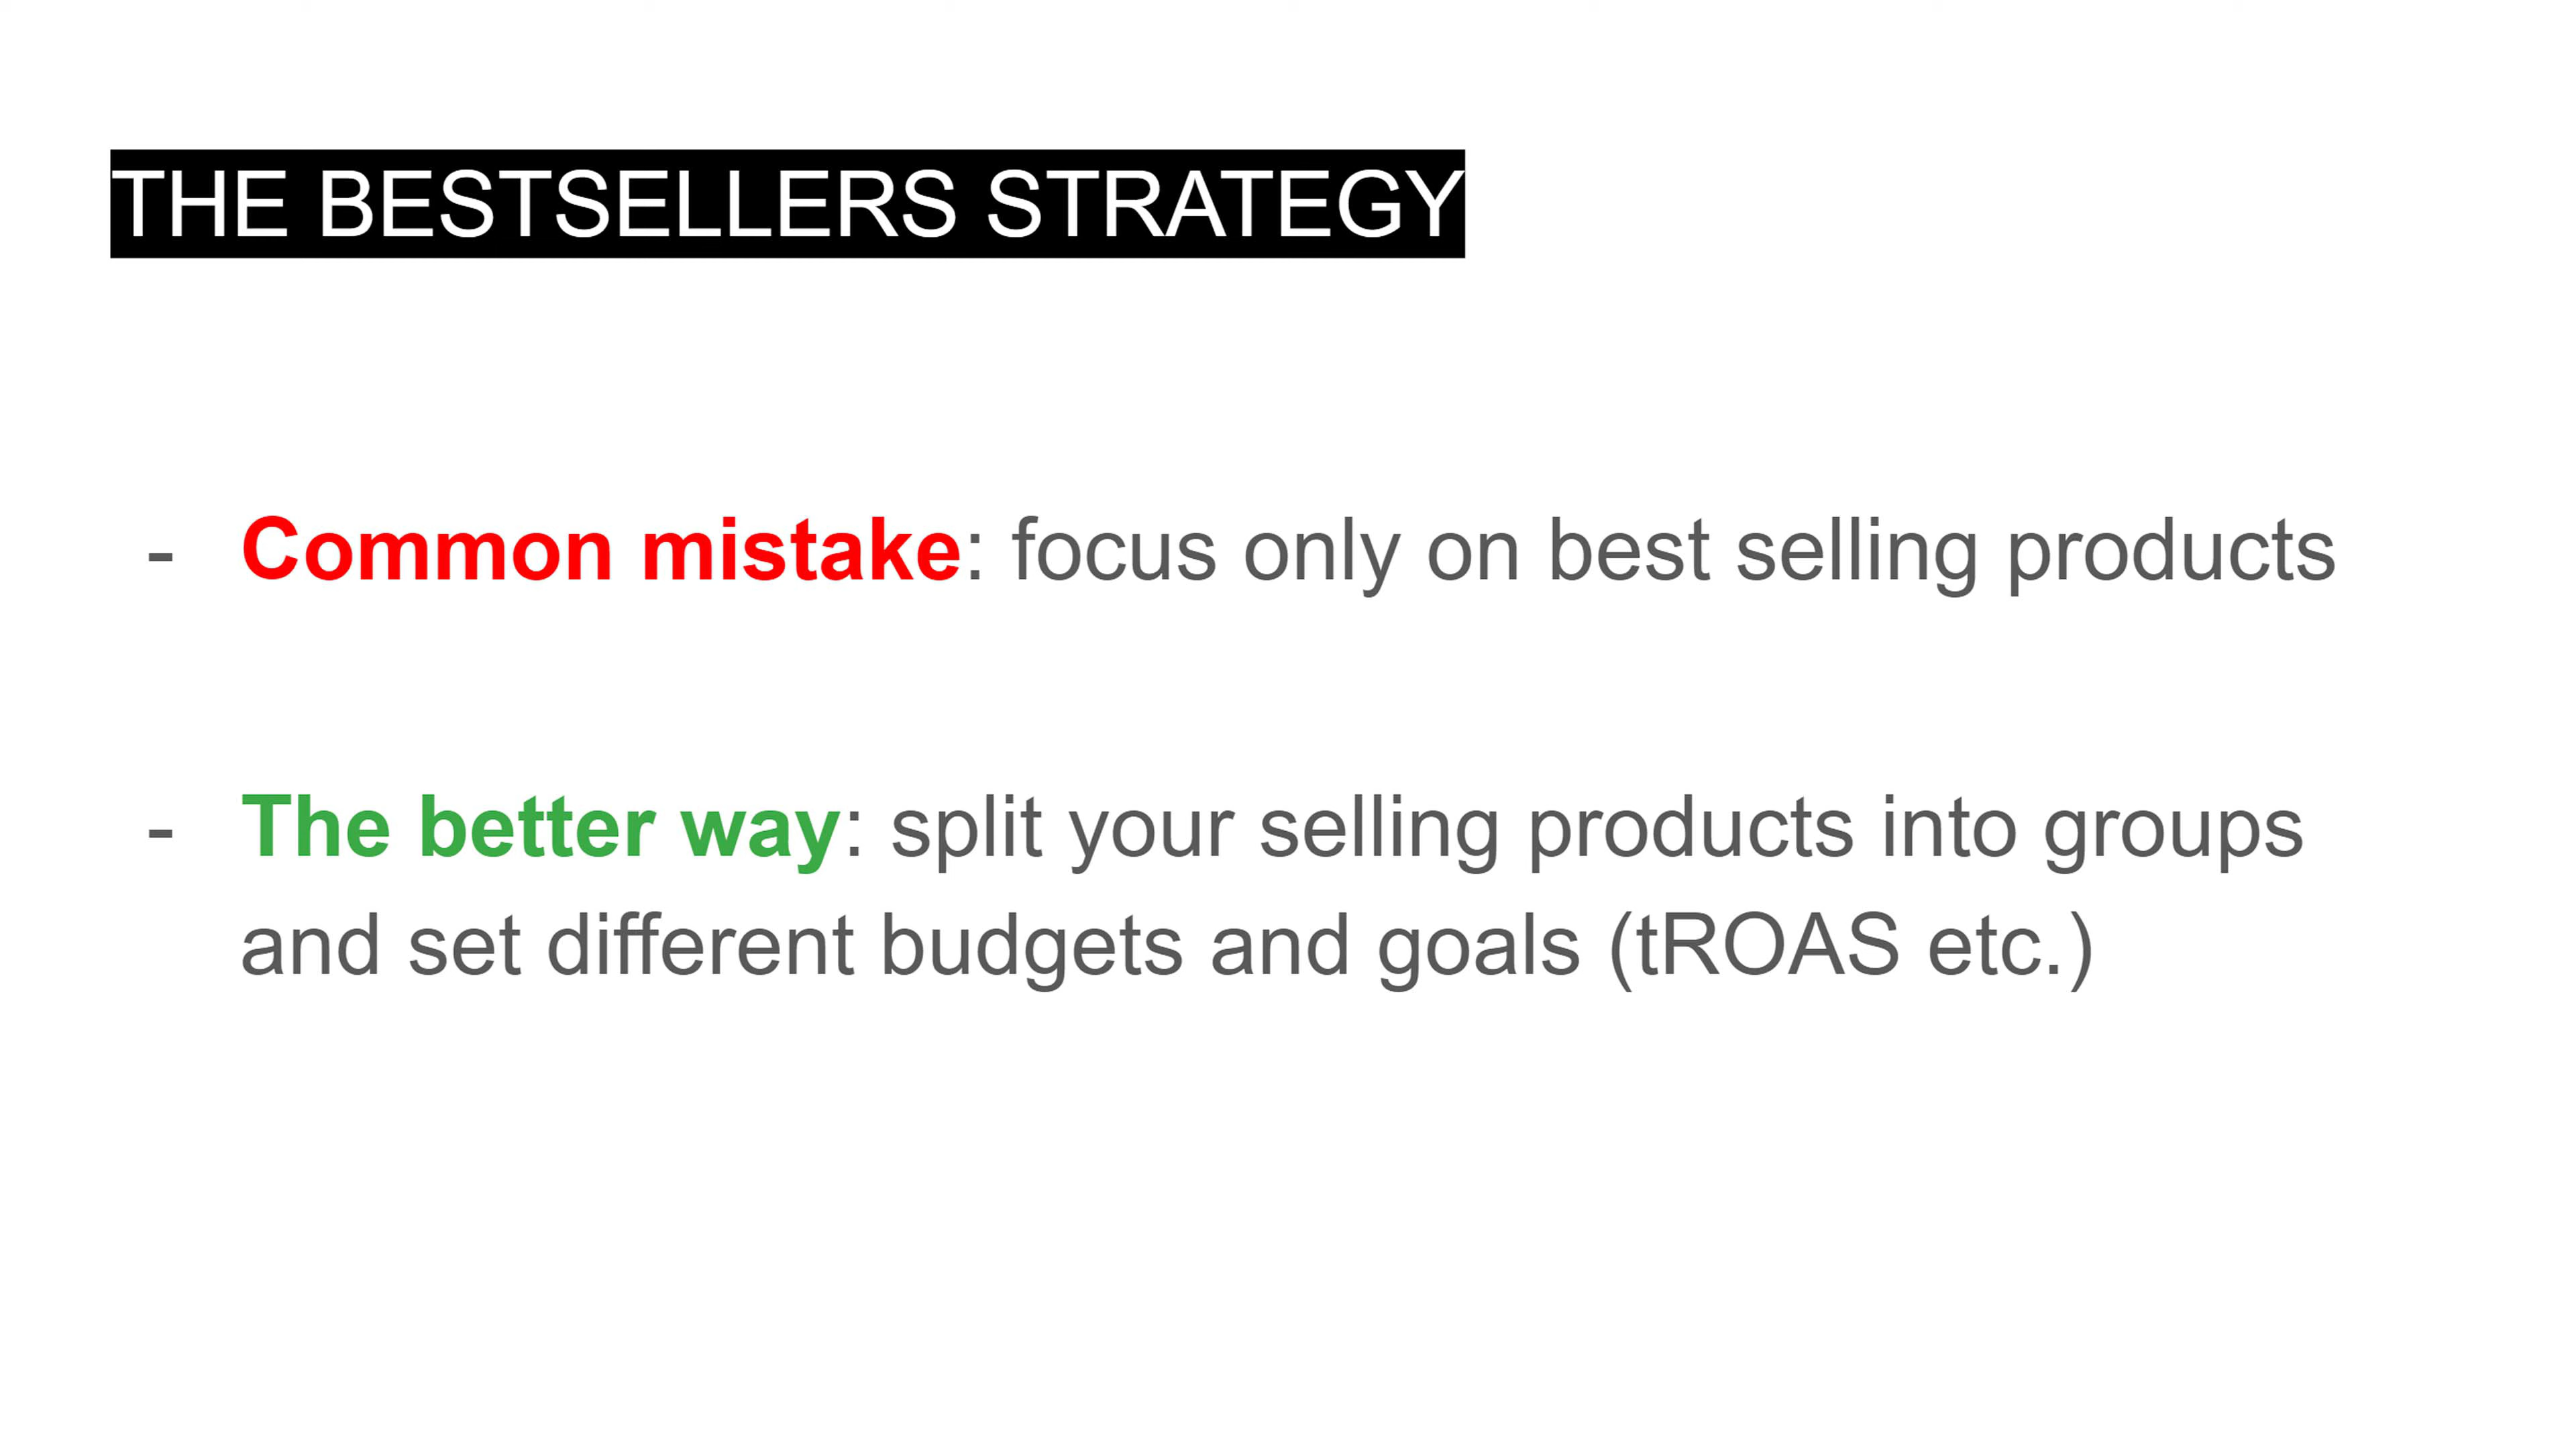 THE BESTSELLERS STRATEGY
- Common mistake: focus only on best selling products
- The better way: split your selling products into groups
and set different budgets and goals (tROAS etc.)